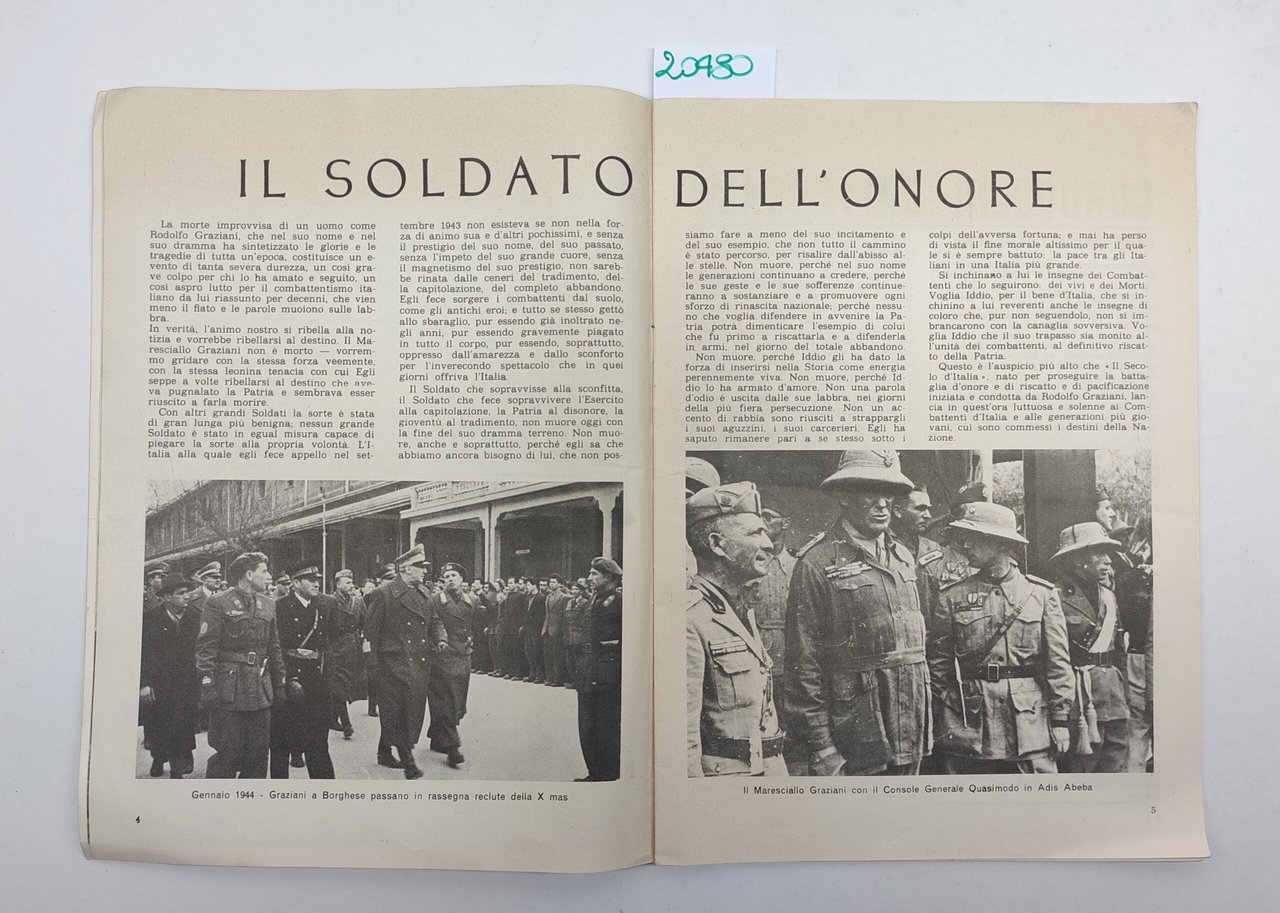 20480
IL SOLDATO DELL'ONORE
La morte improvvisa di un uomo come
Rodolfo Graziani, che nel suo nome e nel
suo dramma ha sintetizzato le glorie e le
tragedie di tutta un'epoca, costituisce un e-
vento di tanta severa durezza, un così gra-
ve colpo per chi lo ha amato e seguito, un
così aspro lutto per il combattentismo ita-
liano da lui riassunto per decenni, che vien
meno il fiato e le parole muoiono sulle lab-
bra.
In verità, l'animo nostro si ribella alla no-
tizia e vorrebbe ribellarsi al destino. Il Ma-
resciallo Graziani non è morto — vorrem-
mo gridare con la stessa forza veemente,
con la stessa leonina tenacia con cui Egli
seppe a volte ribellarsi al destino che ave-
va pugnalato la Patria e sembrava esser
riuscito a farla morire.
Con altri grandi Soldati la sorte è stata
di gran lunga più benigna; nessun grande
Soldato è stato in egual misura capace di
piegare la sorte alla propria volontà. L'I-
talia alla quale egli fece appello nel set-
tembre 1943 non esisteva se non nella for-
za di animo sua e d'altri pochissimi, e senza
il prestigio del suo nome, del suo passato,
senza l'impeto del suo grande cuore, senza
il magnetismo del suo prestigio, non sareb-
be rinata dalle ceneri del tradimento, del-
la capitolazione, del completo abbandono.
Egli fece sorgere i combattenti dal suolo,
come gli antichi eroi; e tutto se stesso gettò
allo sbaraglio, pur essendo già inoltrato ne-
gli anni, pur essendo gravemente piagato
in tutto il corpo, pur essendo, soprattutto,
oppresso dall'amarezza e dallo sconforto
per l'inverecondo spettacolo che in quei
giorni offriva l'Italia.
Il Soldato che sopravvisse alla sconfitta,
il Soldato che fece sopravvivere l'Esercito
alla capitolazione, la Patria al disonore, la
gioventù al tradimento, non muore oggi con
la fine del suo dramma terreno. Non muo-
re, anche e soprattutto, perché egli sa che
abbiamo ancora bisogno di lui, che non pos-
siamo fare a meno del suo incitamento e
del suo esempio, che non tutto il cammino
è stato percorso, per risalire dall'abisso al-
le stelle. Non muore, perché nel suo nome
le generazioni continuano a credere, perché
le sue geste e le sue sofferenze continue-
ranno a sostanziare e a promuovere ogni
sforzo di rinascita nazionale; perché nessu-
no che voglia difendere in avvenire la Pa-
tria potrà dimenticare l'esempio di colui
che fu primo a riscattarla e a difenderla
in armi, nel giorno del totale abbandono.
Non muore, perché Iddio gli ha dato la
forza di inserirsi nella Storia come energia
perennemente viva. Non muore, perché Id-
dio lo ha armato d'amore. Non una parola
d'odio è uscita dalle sue labbra, nei giorni
della più fiera persecuzione. Non un ac-
cento di rabbia sono riusciti a strappargli
i suoi aguzzini, i suoi carcerieri. Egli ha
saputo rimanere pari a se stesso sotto i
colpi dell'avversa fortuna; e mai ha perso
di vista il fine morale altissimo per il qua-
le si è sempre battuto: la pace tra gli Ita-
liani in una Italia più grande.
Si inchinano a lui le insegne dei Combat-
tenti che lo seguirono: dei vivi e dei Morti.
Voglia Iddio, per il bene d'Italia, che si in-
chinino a lui reverenti anche le insegne di
coloro che, pur non seguendolo, non si im-
brancarono con la canaglia sovversiva. Vo-
glia Iddio che il suo trapasso sia monito al-
l'unità dei combattenti, al definitivo riscat-
to della Patria.
Questo è l'auspicio più alto che « Il Seco-
lo d'Italia », nato per proseguire la batta-
glia d'onore e di riscatto e di pacificazione
iniziata e condotta da Rodolfo Graziani, lan-
cia in quest'ora luttuosa e solenne ai Com-
battenti d'Italia e alle generazioni più gio-
vani, cui sono commessi i destini della Na-
zione.
Gennaio 1944 - Graziani a Borghese passano in rassegna reclute della X mas
Il Maresciallo Graziani con il Console Generale Quasimodo in Adis Abeba
4
5